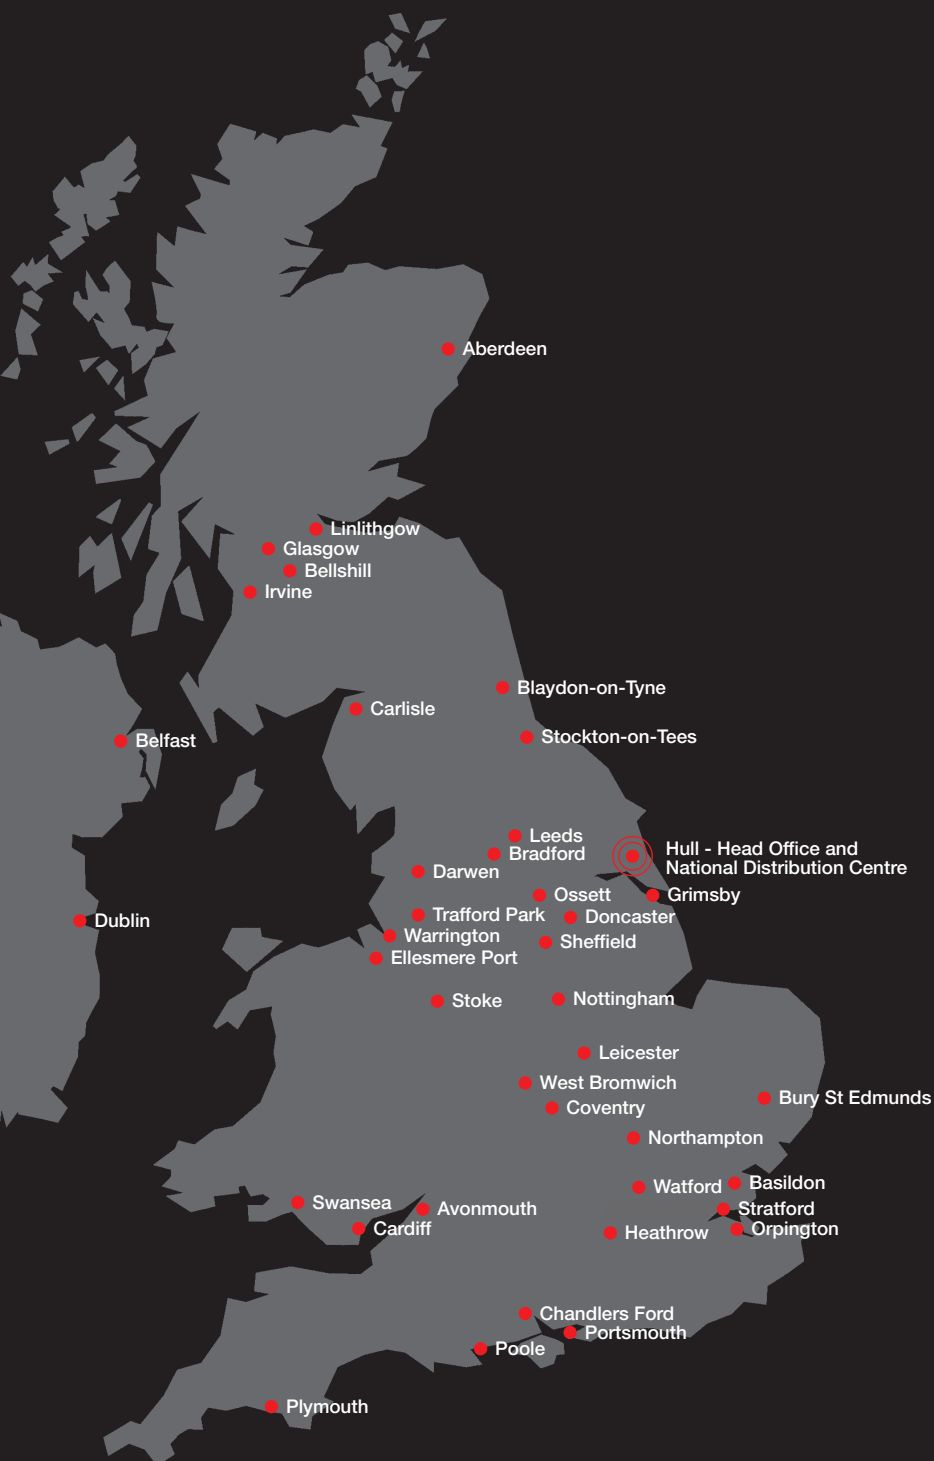 Aberdeen
Linlithgow
Glasgow
Bellshill
Irvine
Blaydon-on-Tyne
Carlisle
Stockton-on-Tees
Belfast
Leeds
Hull - Head Office and
National Distribution Centre
Bradford
Darwen
Ossett
Grimsby
Trafford Park
Doncaster
Dublin
Warrington
Sheffield
Ellesmere Port
Stoke
Nottingham
Leicester
West Bromwich
Bury St Edmunds
Coventry
Northampton
Basildon
Watford
Swansea
Avonmouth
Stratford
Cardiff
Orpington
Heathrow
Chandlers Ford
Portsmouth
Poole
Plymouth